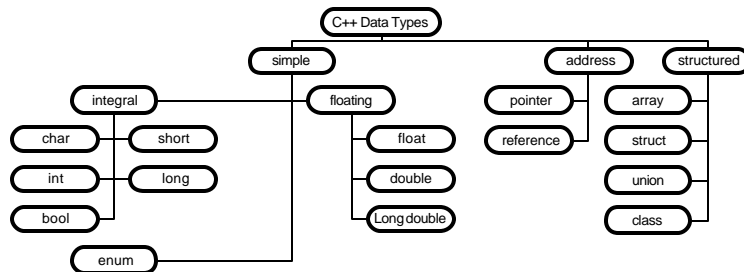 C++ Data Types
simple
address
structured
integral
floating
pointer
array
char
short
float
reference
struct
int
long
double
union
bool
Long double
class
enum